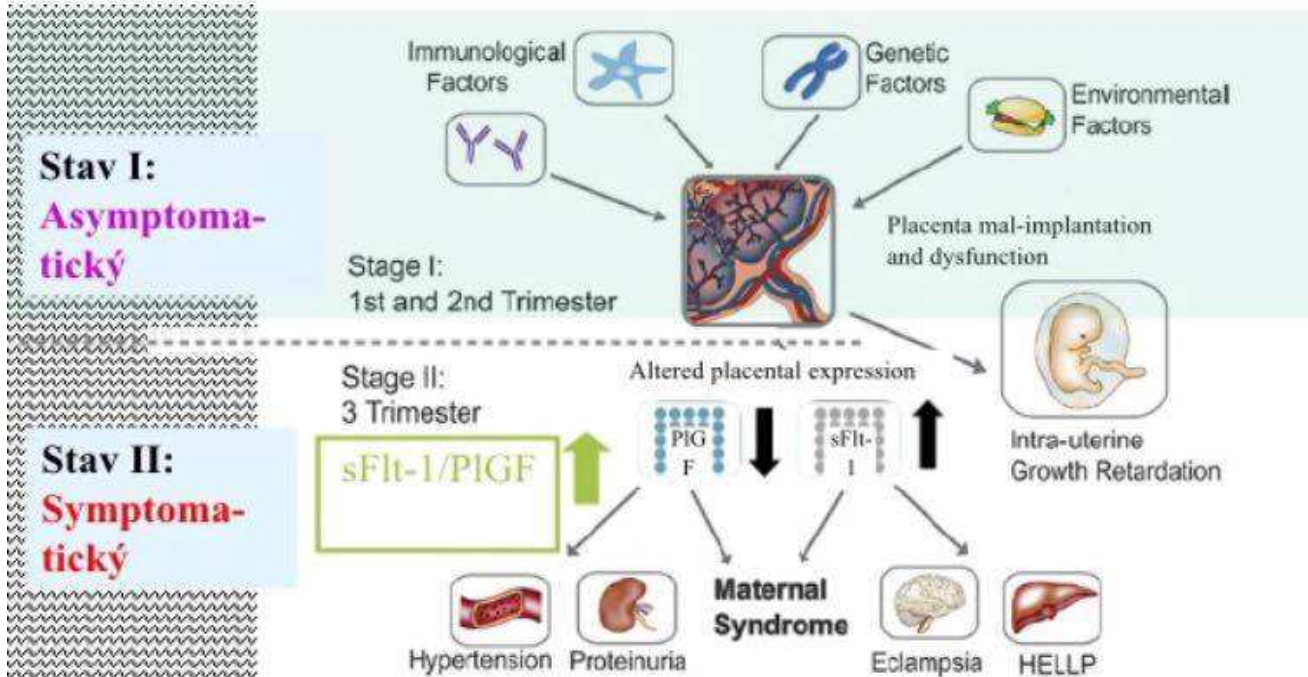 Immunological
Factors
Genetic
Factors
Environmental
Factors
Stav I:
Asymptoma-
tický
Placenta mal-implantation
and dysfunction
Stage I:
1st and 2nd Trimester
Stage II:
3 Trimester
Altered placental expression
PlG
F
sFlt-
1
Intra-uterine
Growth Retardation
Stav II:
Symptoma-
tický
sFlt-1/PlGF
Maternal
Syndrome
Hypertension
Proteinuria
Eclampsia
HELLP